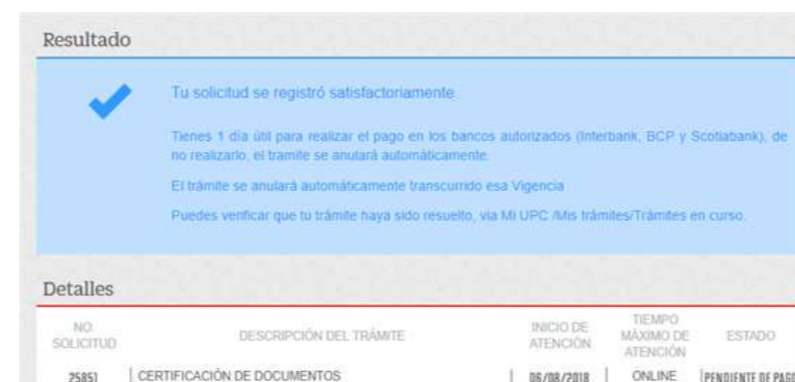 Resultado
Tu solicitud se registró satisfactoriamente.
Tienes 1 día útil para realizar el pago en los bancos autorizados (Interbank, BCP y Scotiabank), de
no realizarlo, el tramite se anulará automáticamente.
El trámite se anulará automáticamente transcurrido esa Vigencia
Puedes verificar que tu trámite haya sido resuelto, via Mi UPC /Mis trámites/Trámites en curso.
Detalles
NO. SOLICITUD DESCRIPCIÓN DEL TRÁMITE INICIO DE ATENCIÓN TIEMPO MÁXIMO DE ATENCIÓN ESTADO
25851 CERTIFICACIÓN DE DOCUMENTOS 06/08/2018 ONLINE PENDIENTE DE PAGO